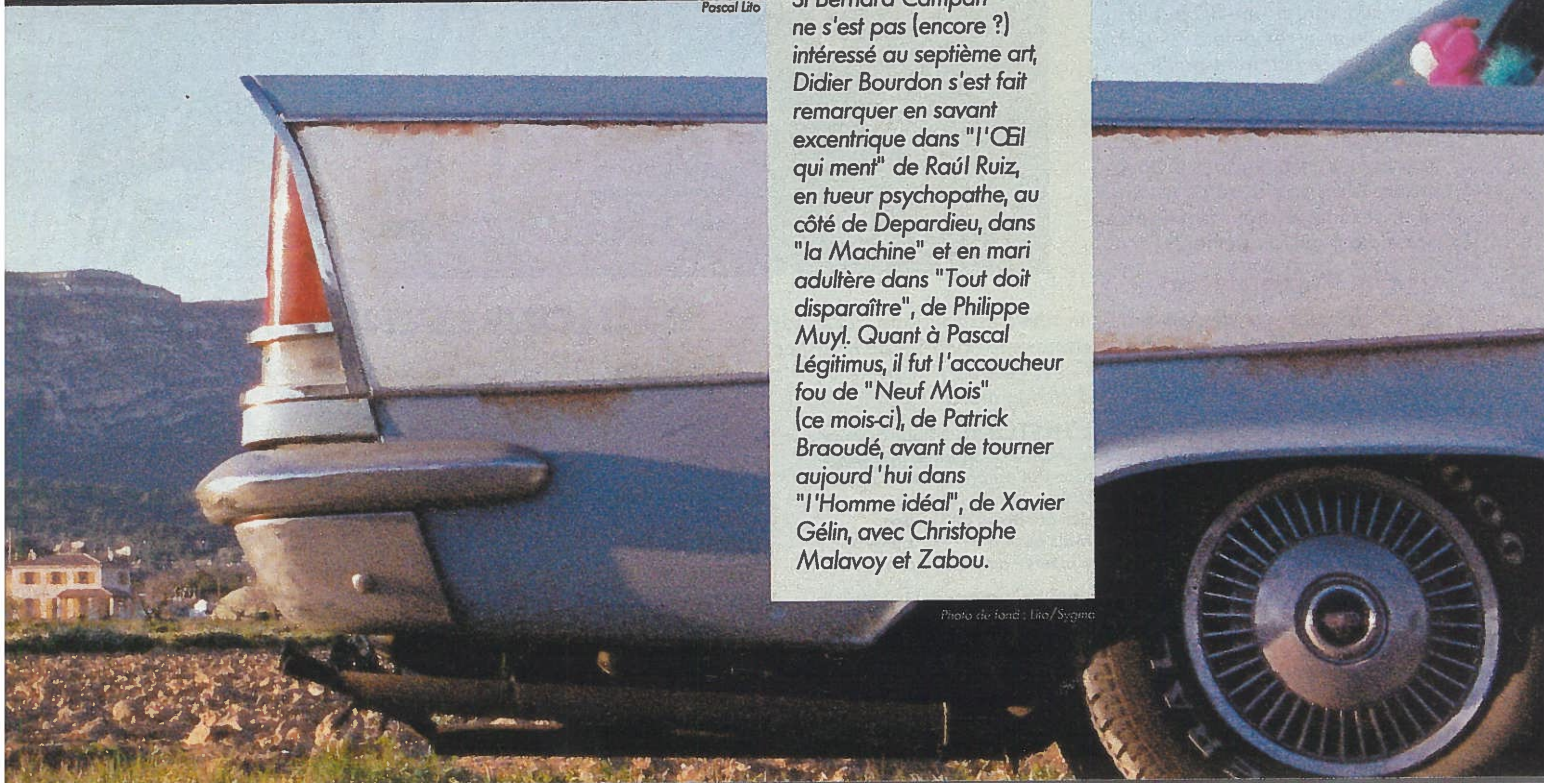 Pascal Lito
Si Bernard Campan
ne s'est pas (encore ?)
intéressé au septième art,
Didier Bourdon s'est fait
remarquer en savant
excentrique dans "l'Œil
qui ment" de Raúl Ruiz,
en tueur psychopathe, au
côté de Depardieu, dans
"la Machine" et en mari
adultère dans "Tout doit
disparaître", de Philippe
Muyl. Quant à Pascal
Légitimus, il fut l'accoucheur
fou de "Neuf Mois"
(ce mois-ci), de Patrick
Braoudé, avant de tourner
aujourd'hui dans
"l'Homme idéal", de Xavier
Gélin, avec Christophe
Malavoy et Zabou.
Photo de fond : Lito/Sygma
RAL